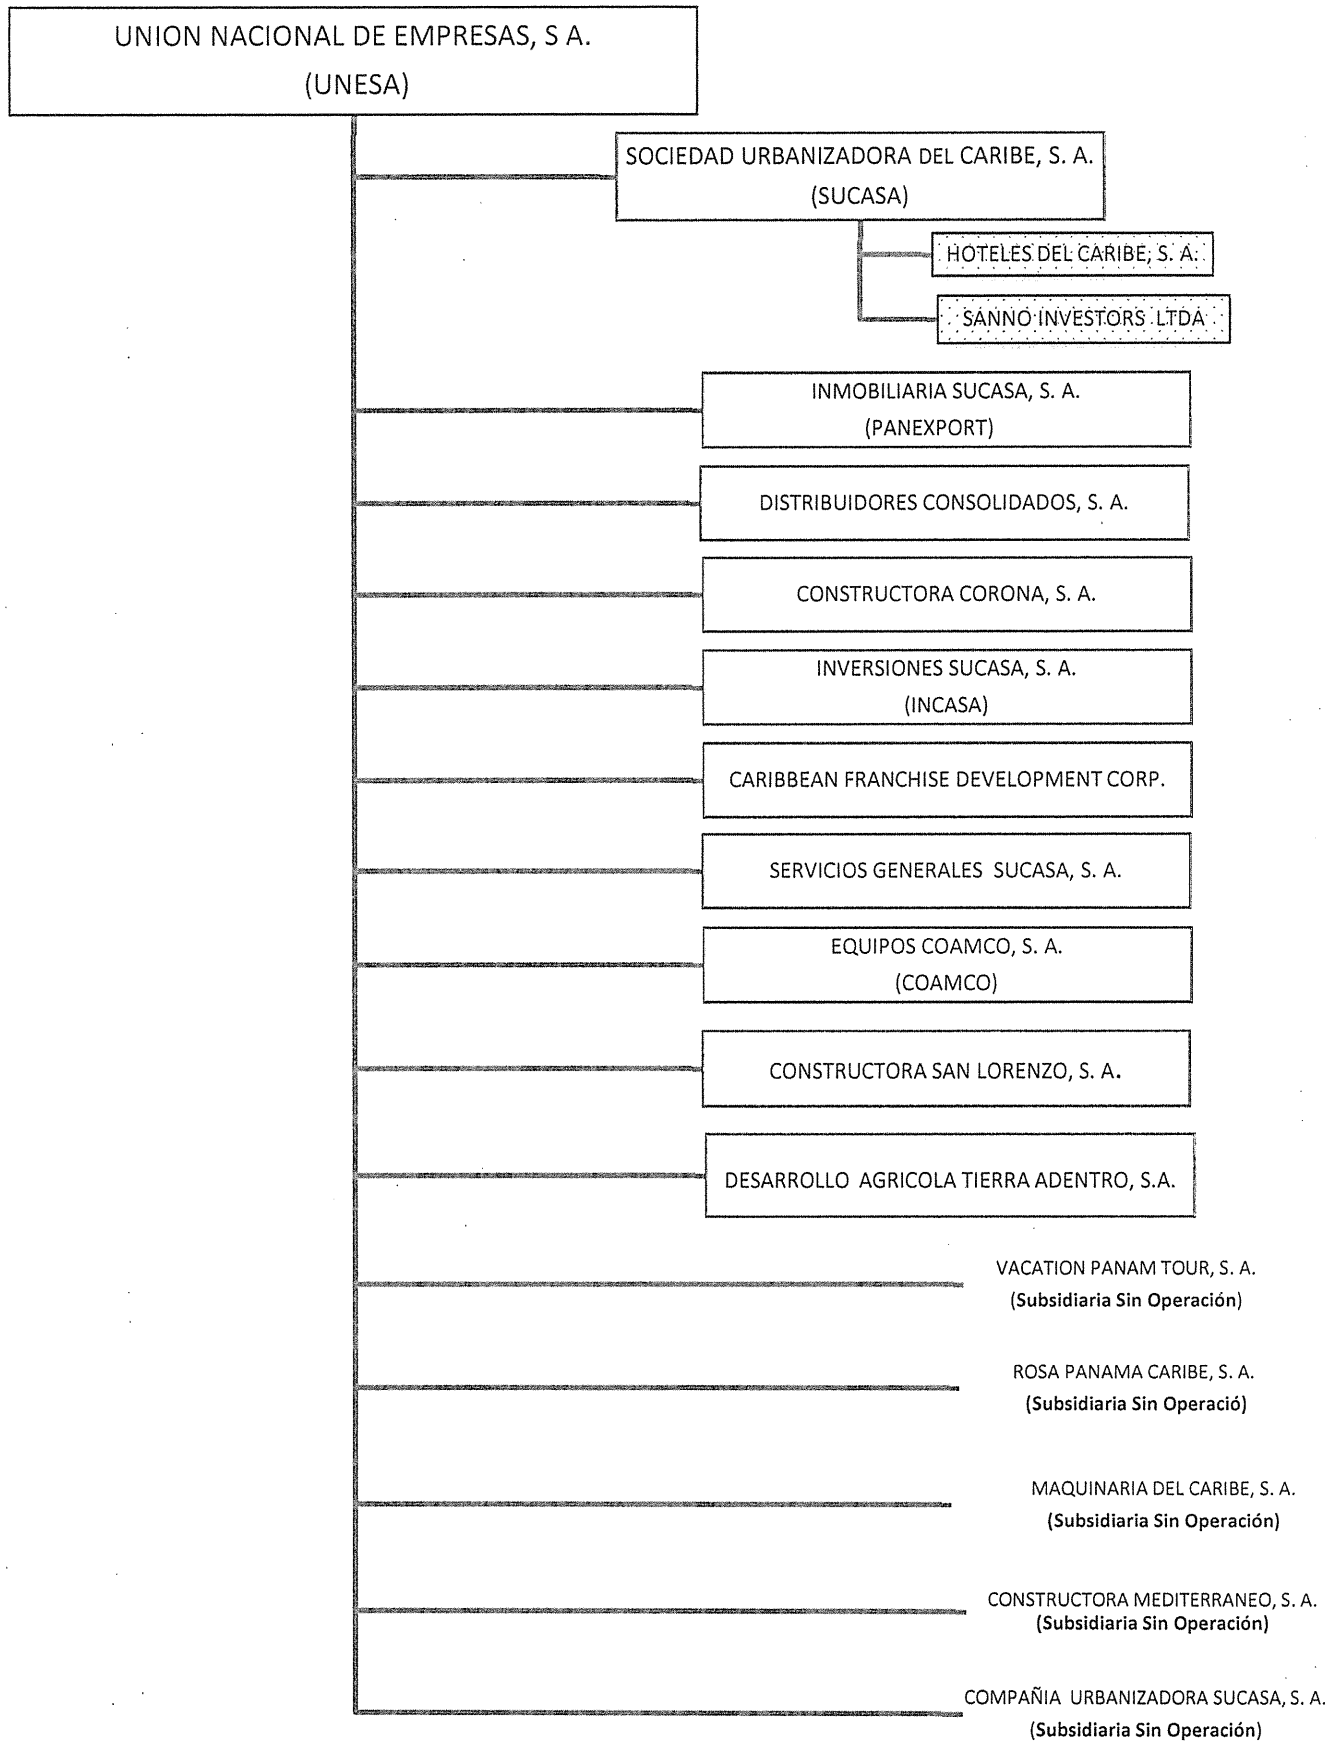 UNION NACIONAL DE EMPRESAS, S A.
(UNESA)
SOCIEDAD URBANIZADORA DEL CARIBE, S. A.
(SUCASA)
HOTELES DEL CARIBE, S. A.
SANNO INVESTORS LTDA
INMOBILIARIA SUCASA, S. A.
(PANEXPORT)
DISTRIBUIDORES CONSOLIDADOS, S. A.
CONSTRUCTORA CORONA, S. A.
INVERSIONES SUCASA, S. A.
(INCASA)
CARIBBEAN FRANCHISE DEVELOPMENT CORP.
SERVICIOS GENERALES SUCASA, S. A.
EQUIPOS COAMCO, S. A.
(COAMCO)
CONSTRUCTORA SAN LORENZO, S. A.
DESARROLLO AGRICOLA TIERRA ADENTRO, S.A.
VACATION PANAM TOUR, S. A.
(Subsidiaria Sin Operación)
ROSA PANAMA CARIBE, S. A.
(Subsidiaria Sin Operació)
MAQUINARIA DEL CARIBE, S. A.
(Subsidiaria Sin Operación)
CONSTRUCTORA MEDITERRANEO, S. A.
(Subsidiaria Sin Operación)
COMPAÑIA URBANIZADORA SUCASA, S. A.
(Subsidiaria Sin Operación)